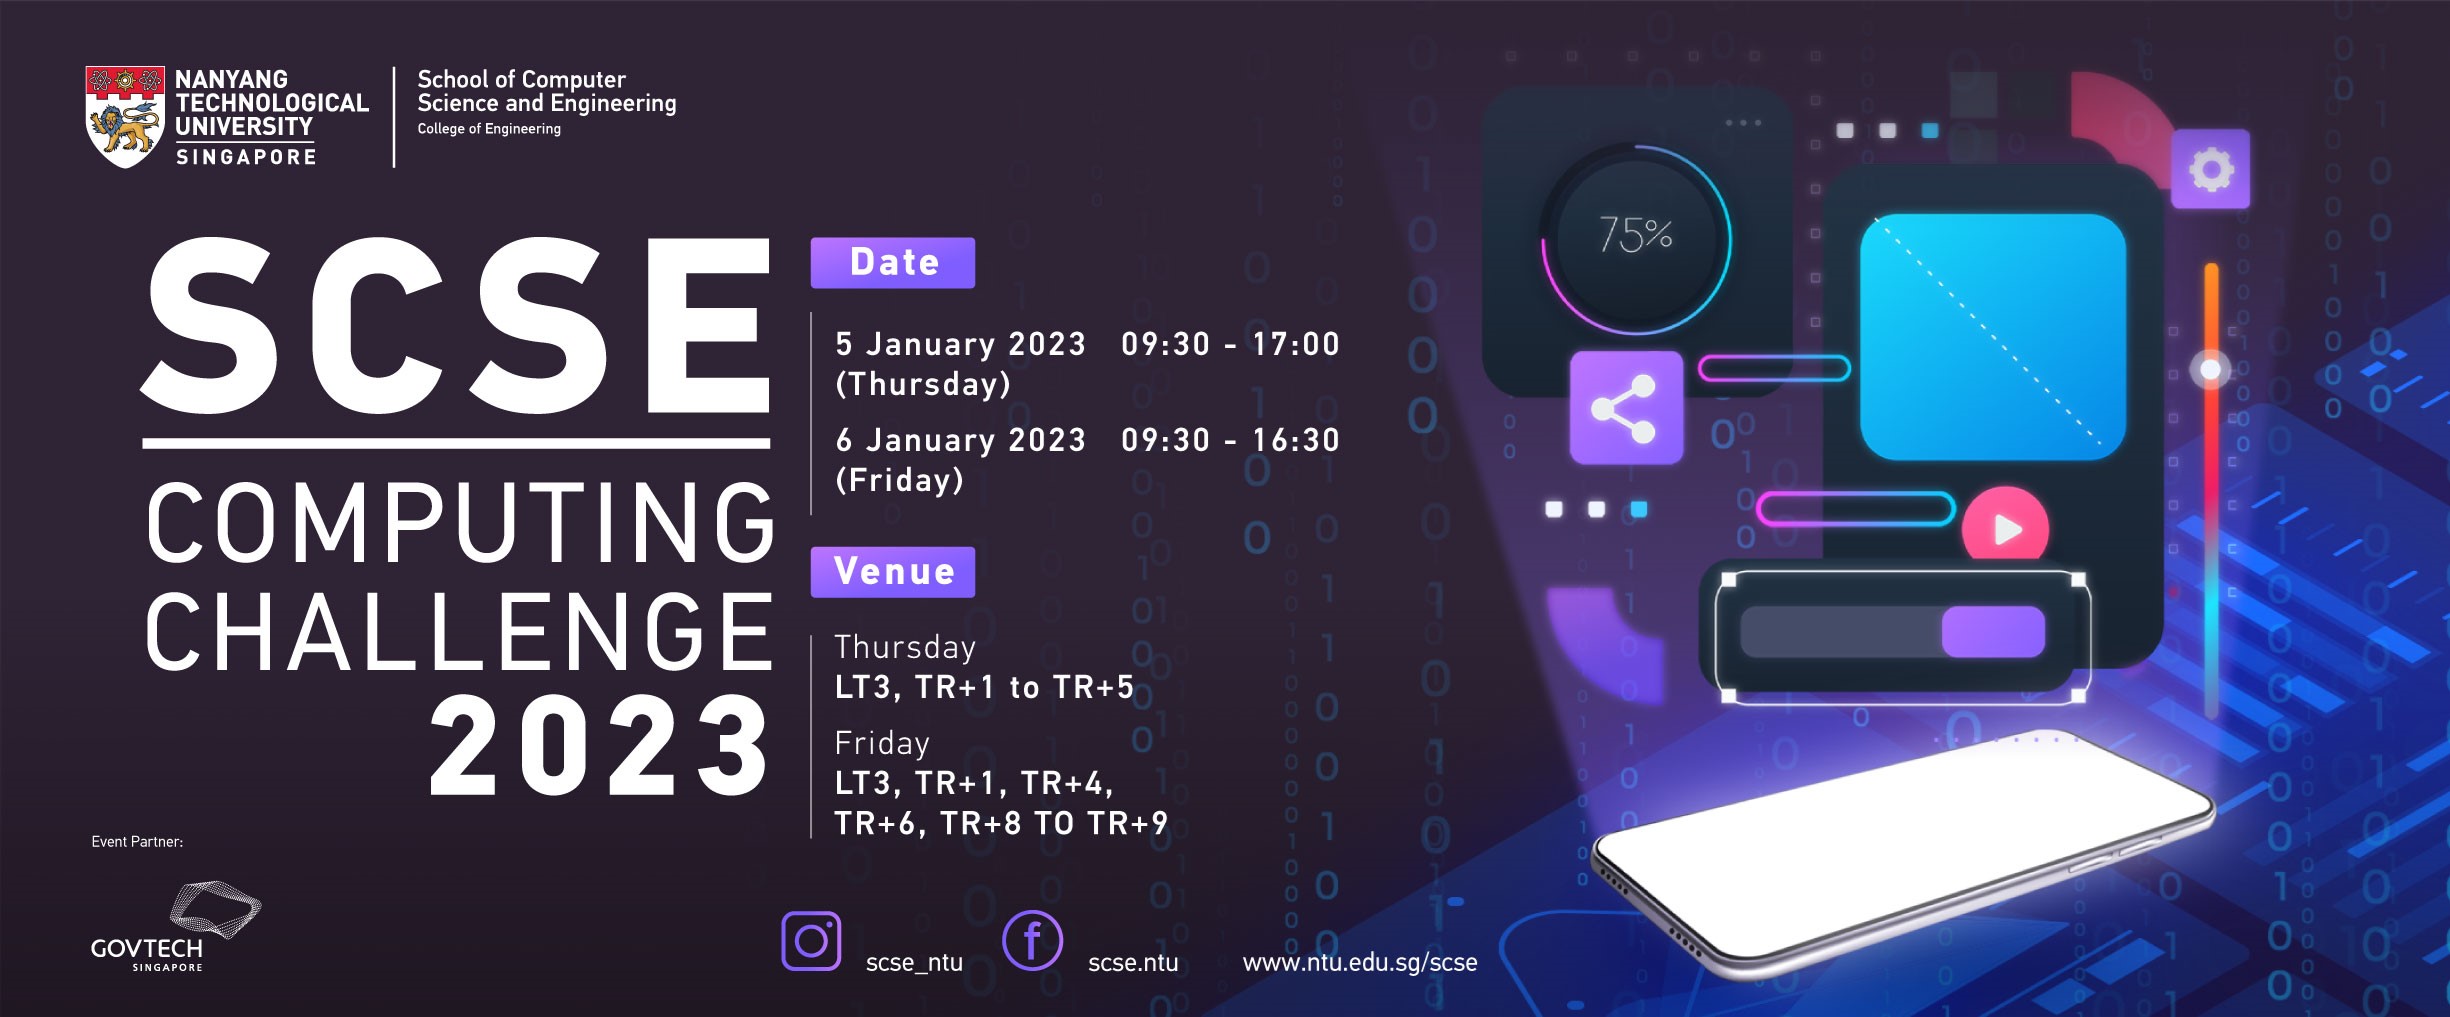 NANYANG
TECHNOLOGICAL
UNIVERSITY
SINGAPORE
School of Computer
Science and Engineering
College of Engineering
SCSE
COMPUTING
CHALLENGE
2023
Event Partner:
GOVTECH
SINGAPORE
Date
5 January 2023 09:30 - 17:00
(Thursday)
6 January 2023 09:30 - 16:30
(Friday)
Venue
Thursday
LT3, TR+1 to TR+5
Friday
LT3, TR+1, TR+4,
TR+6, TR+8 TO TR+9
scse_ntu
scse.ntu
www.ntu.edu.sg/scse
75%